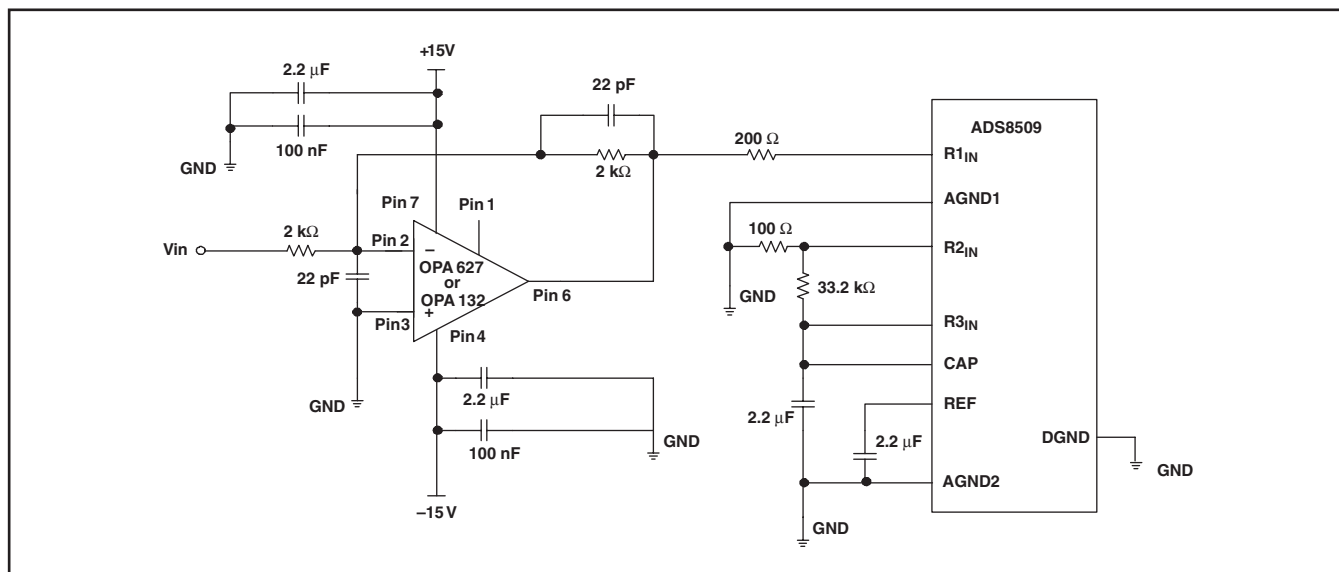 +15V
2.2 µF
22 pF
ADS8509
GND
100 nF
2 kΩ
200 Ω
R1IN
Pin 7
Pin 1
AGND1
Vin
2 kΩ
Pin 2
–
100 Ω
R2IN
22 pF
OPA 627
or
OPA 132
Pin 6
GND
33.2 kΩ
Pin3
+
Pin 4
R3IN
CAP
GND
2.2 µF
2.2 µF
REF
100 nF
GND
2.2 µF
DGND
GND
AGND2
–15 V
GND